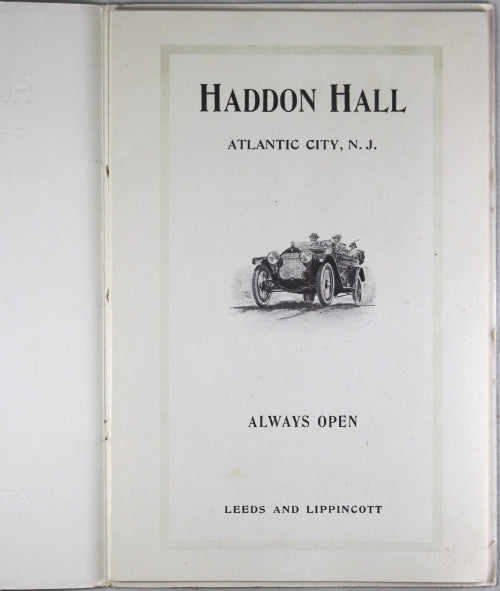 HADDON HALL
ATLANTIC CITY, N. J.
ALWAYS OPEN
LEEDS AND LIPPINCOTT